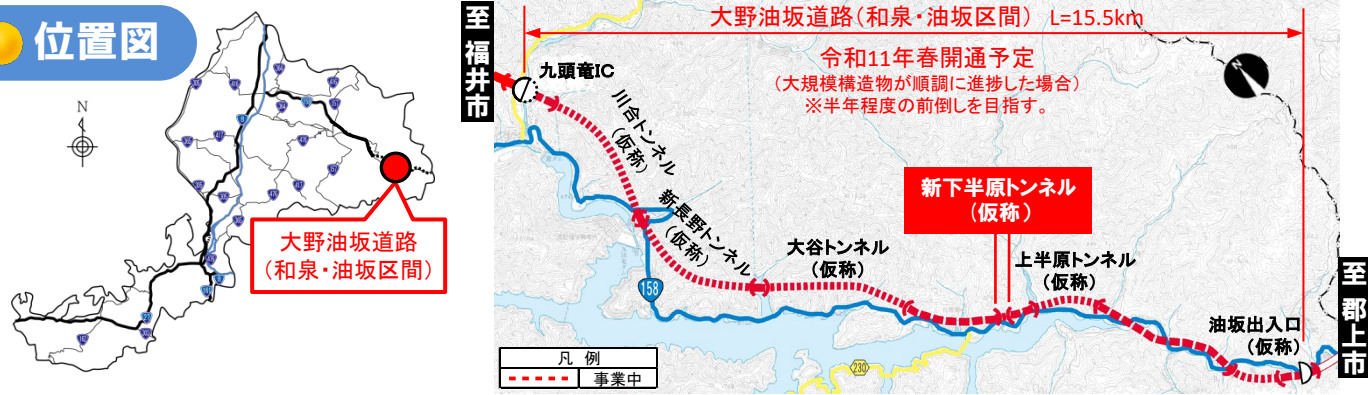 位置図
N
8
大野油坂道路
(和泉・油坂区間)
至 福井市
大野油坂道路(和泉・油坂区間) L=15.5km
令和11年春開通予定
(大規模構造物が順調に進捗した場合)
※半年程度の前倒しを目指す。
N
九頭竜IC
川合トンネル
(仮称)
新長野トンネル
(仮称)
新下半原トンネル
(仮称)
大谷トンネル
(仮称)
上半原トンネル
(仮称)
158
油坂出入口
(仮称)
230
至 郡上市
凡 例
事業中